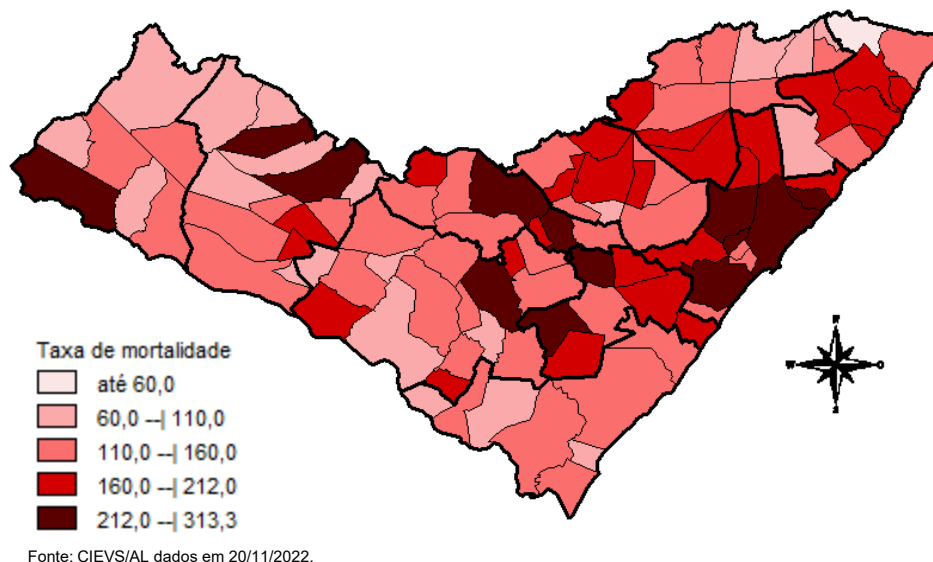 Taxa de mortalidade
até 60,0
60,0 --| 110,0
110,0 --| 160,0
160,0 --| 212,0
212,0 --| 313,3
Fonte: CIEVS/AL dados em 20/11/2022.